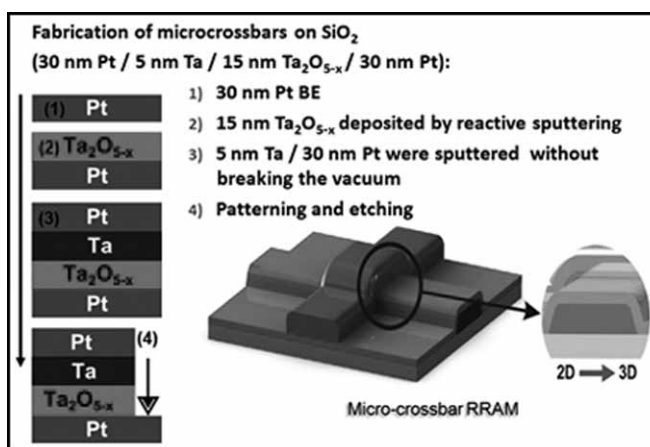 Fabrication of microcrossbars on SiO₂
(30 nm Pt / 5 nm Ta / 15 nm Ta₂O₅₋ₓ / 30 nm Pt):
(1) Pt
(2) Ta₂O₅₋ₓ
Pt
(3) Pt
Ta
Ta₂O₅₋ₓ
Pt
Pt (4)
Ta
Ta₂O₅₋ₓ
Pt
1) 30 nm Pt BE
2) 15 nm Ta₂O₅₋ₓ deposited by reactive sputtering
3) 5 nm Ta / 30 nm Pt were sputtered without
breaking the vacuum
4) Patterning and etching
2D → 3D
Micro-crossbar RRAM